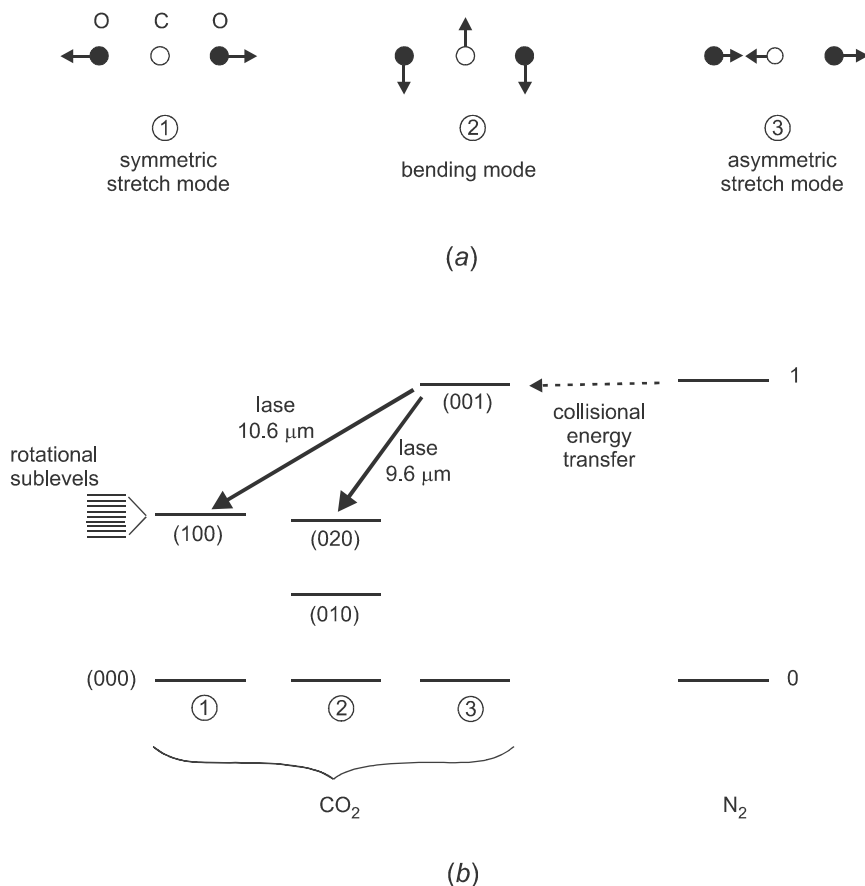 O C O
① ② ③
symmetric
stretch mode
bending mode
asymmetric
stretch mode
(a)
1
(001)
lase
10.6 μm
lase
9.6 μm
collisional
energy
transfer
rotational
sublevels
(100)
(020)
(010)
(000)
0
① ② ③
CO₂
N₂
(b)